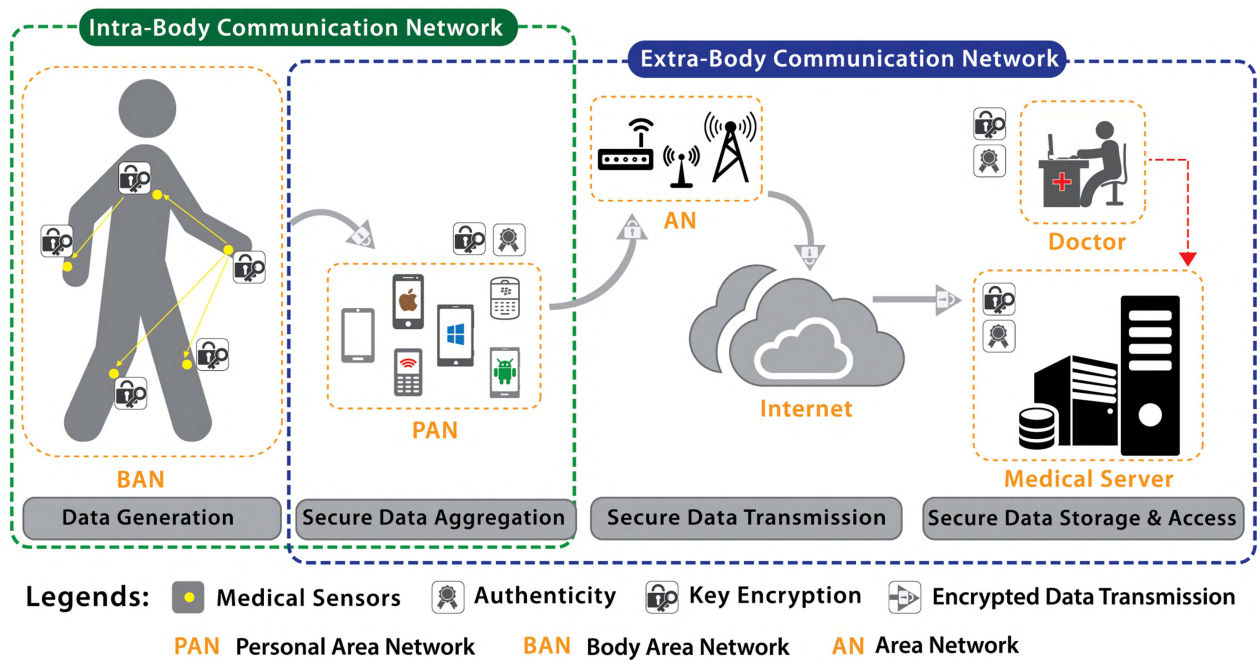 Intra-Body Communication Network
Extra-Body Communication Network
AN
Doctor
PAN
Internet
BAN
Medical Server
Data Generation
Secure Data Aggregation
Secure Data Transmission
Secure Data Storage & Access
Legends:
Medical Sensors
Authenticity
Key Encryption
Encrypted Data Transmission
PAN Personal Area Network
BAN Body Area Network
AN Area Network